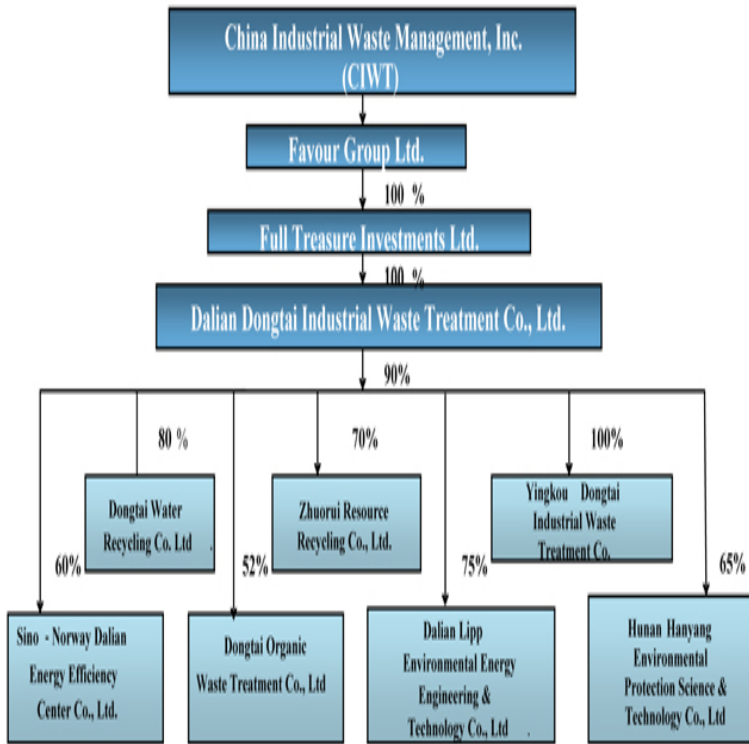 China Industrial Waste Management, Inc.
(CIWT)
Favour Group Ltd.
100 %
Full Treasure Investments Ltd.
100 %
Dalian Dongtai Industrial Waste Treatment Co., Ltd.
90%
80 %
70%
100%
Dongtai Water
Recycling Co. Ltd .
Zhuorui Resource
Recycling Co., Ltd.
Yingkou Dongtai
Industrial Waste
Treatment Co.
60%
52%
75%
65%
Sino - Norway Dalian
Energy Efficiency
Center Co., Ltd.
Dongtai Organic
Waste Treatment Co., Ltd
Dalian Lipp
Environmental Energy
Engineering &
Technology Co., Ltd .
Hunan Hanyang
Environmental
Protection Science &
Technology Co., Ltd